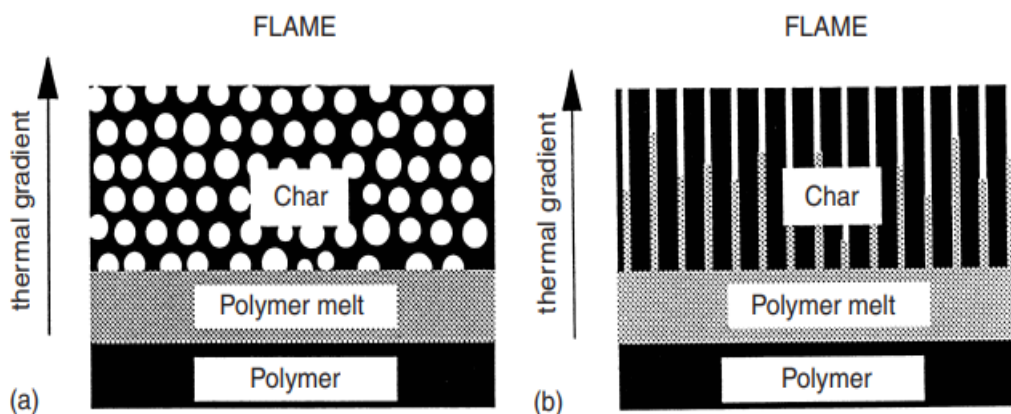 FLAME
thermal gradient
Char
Polymer melt
Polymer
(a)
FLAME
thermal gradient
Char
Polymer melt
Polymer
(b)